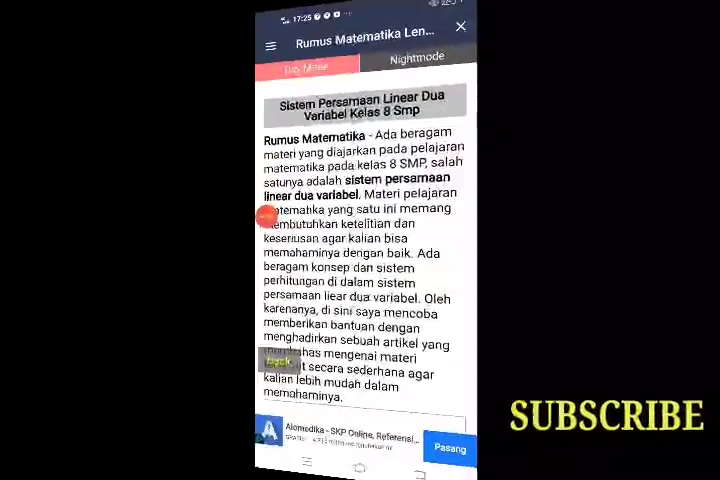 17:25
Rumus Matematika Len...
Day Mode
Nightmode
Sistem Persamaan Linear Dua
Variabel Kelas 8 Smp
Rumus Matematika - Ada beragam
materi yang diajarkan pada pelajaran
matematika pada kelas 8 SMP, salah
satunya adalah sistem persamaan
linear dua variabel. Materi pelajaran
matematika yang satu ini memang
membutuhkan ketelitian dan
keseriusan agar kalian bisa
memahaminya dengan baik. Ada
beragam konsep dan sistem
perhitungan di dalam sistem
persamaan liear dua variabel. Oleh
karenanya, di sini saya mencoba
memberikan bantuan dengan
menghadirkan sebuah artikel yang
membahas mengenai materi
secara sederhana agar
kalian lebih mudah dalam
memahaminya.
back
Alomedika - SKP Online, Referensi...
GRATIS
Pasang
SUBSCRIBE